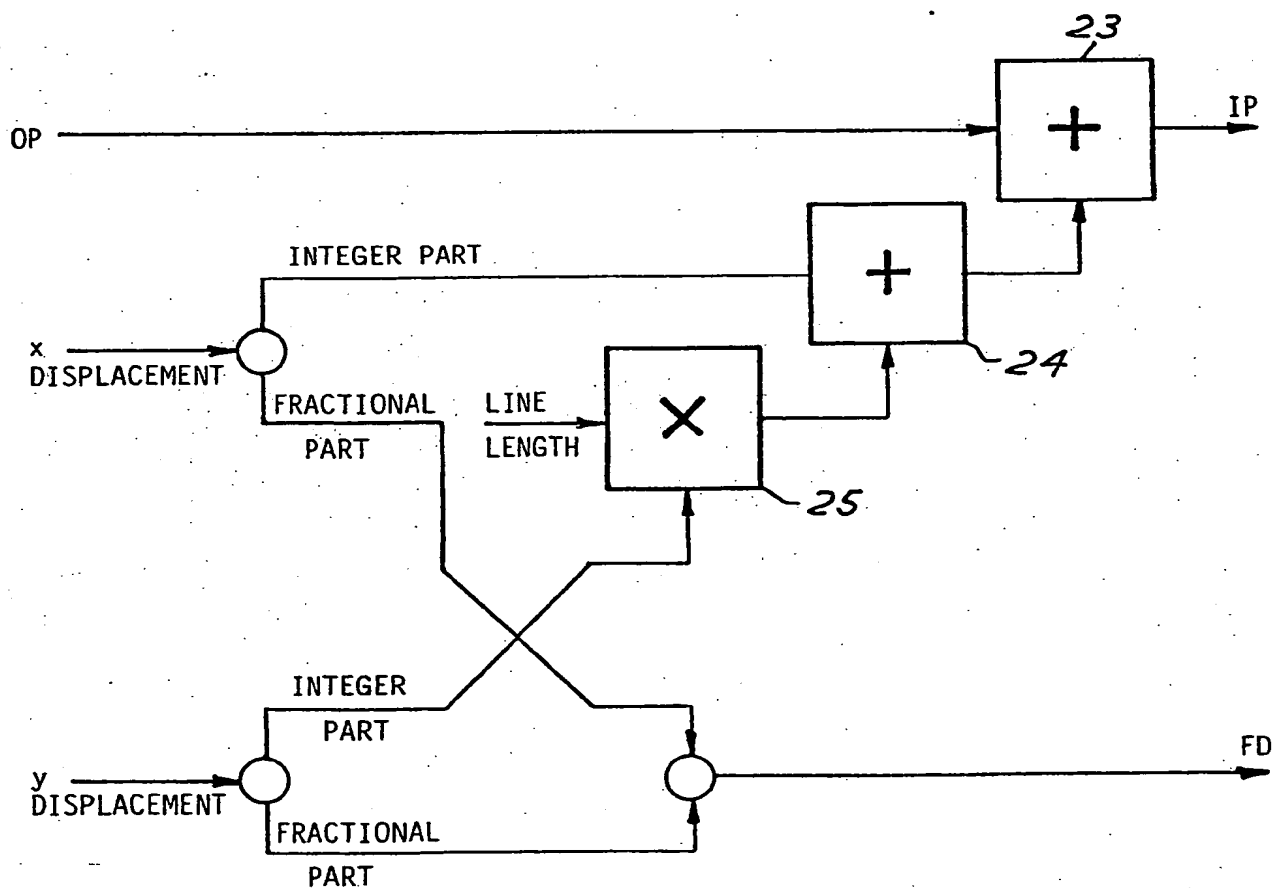 23
OP
IP
+
INTEGER PART
+
24
x
DISPLACEMENT
FRACTIONAL
PART
LINE
LENGTH
×
25
INTEGER
PART
y
DISPLACEMENT
FD
FRACTIONAL
PART